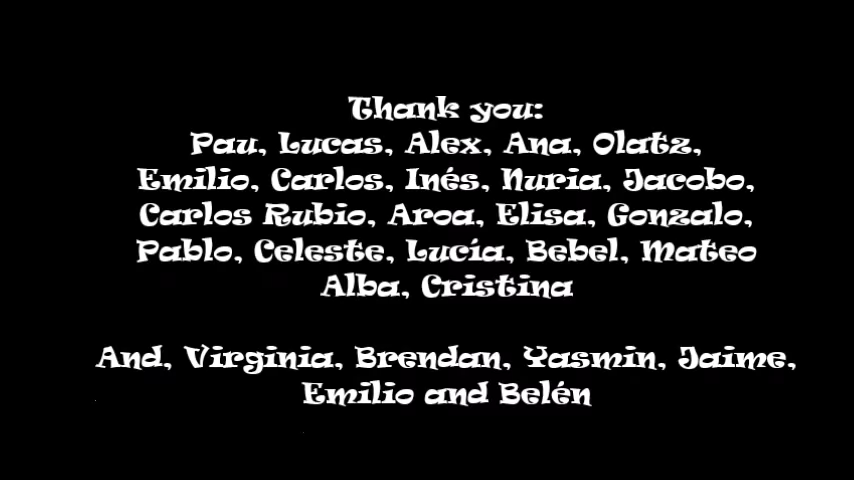 Thank you:
Pau, Lucas, Alex, Ana, Olatz,
Emilio, Carlos, Inés, Nuria, Jacobo,
Carlos Rubio, Aroa, Elisa, Gonzalo,
Pablo, Celeste, Lucía, Bebel, Mateo
Alba, Cristina
And, Virginia, Brendan, Yasmin, Jaime,
Emilio and Belén